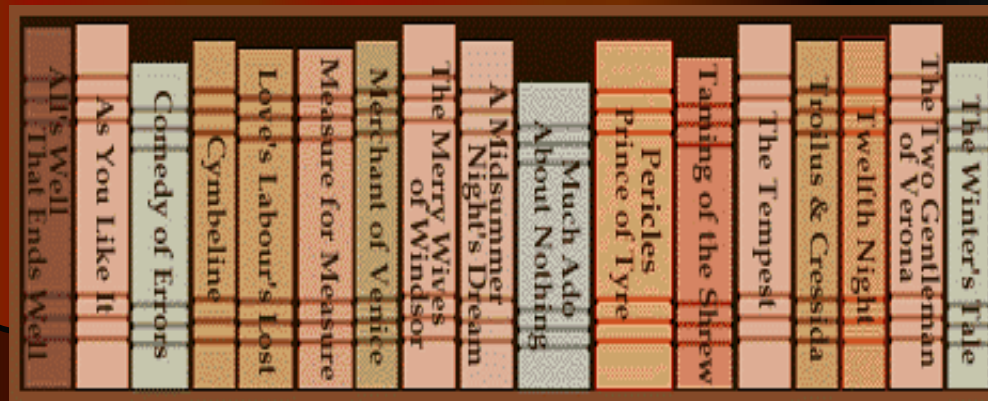 All's Well
That Ends Well
As You Like It
Comedy of Errors
Cymbeline
Love's Labour's Lost
Measure for Measure
Merchant of Venice
The Merry Wives
of Windsor
A Midsummer
Night's Dream
Much Ado
About Nothing
Pericles
Prince of Tyre
Taming of the Shrew
The Tempest
Troilus & Cressida
Twelfth Night
The Two Gentleman
of Verona
The Winter's Tale